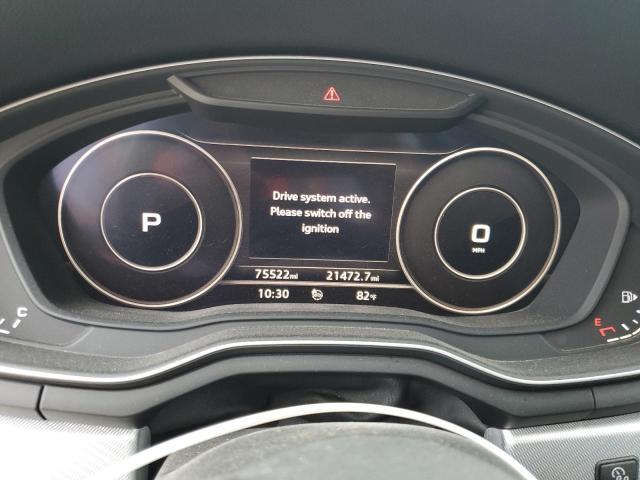 P
Drive system active.
Please switch off the
ignition
0
MPH
75522mi 21472.7mi
10:30 82°F
C
E